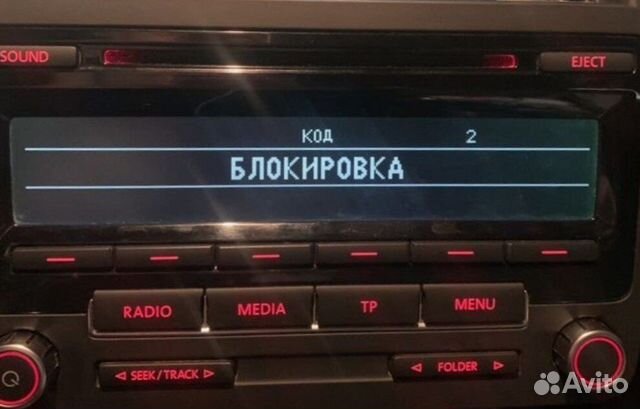 SOUND
EJECT
КОД 2
БЛОКИРОВКА
RADIO MEDIA TP MENU
SEEK/TRACK FOLDER
Avito